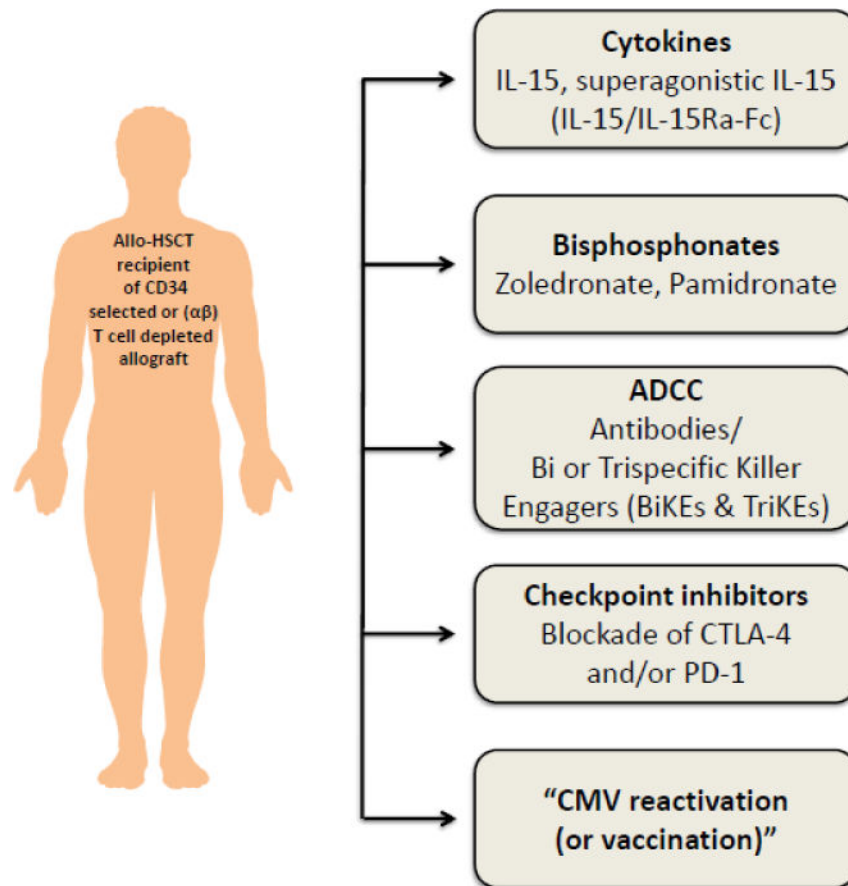 Allo-HSCT
recipient
of CD34
selected or (αβ)
T cell depleted
allograft
Cytokines
IL-15, superagonistic IL-15
(IL-15/IL-15Ra-Fc)
Bisphosphonates
Zoledronate, Pamidronate
ADCC
Antibodies/
Bi or Trispecific Killer
Engagers (BiKEs & TriKEs)
Checkpoint inhibitors
Blockade of CTLA-4
and/or PD-1
“CMV reactivation
(or vaccination)”